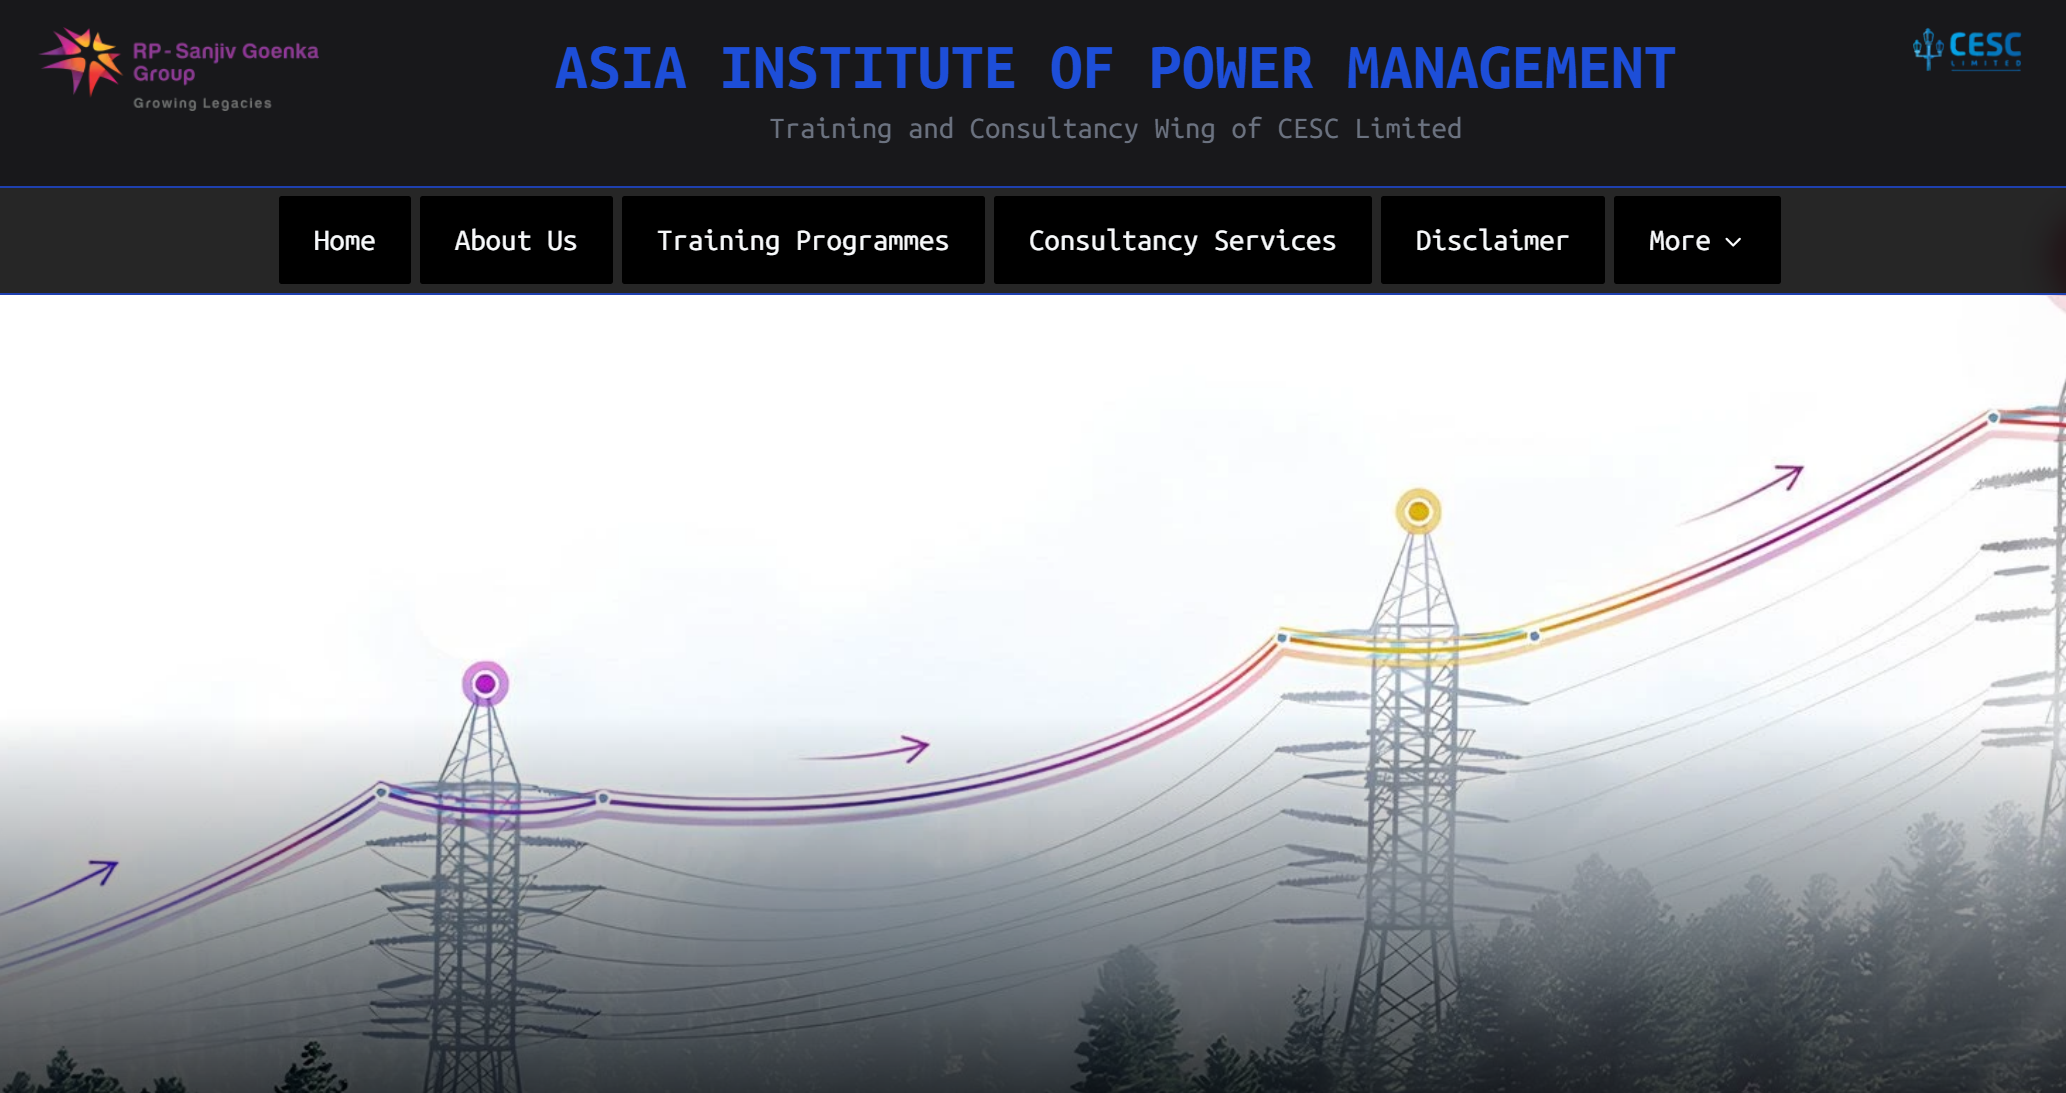 RP-Sanjiv Goenka
Group
Growing Legacies
ASIA INSTITUTE OF POWER MANAGEMENT
Training and Consultancy Wing of CESC Limited
CESC
LIMITED
Home
About Us
Training Programmes
Consultancy Services
Disclaimer
More